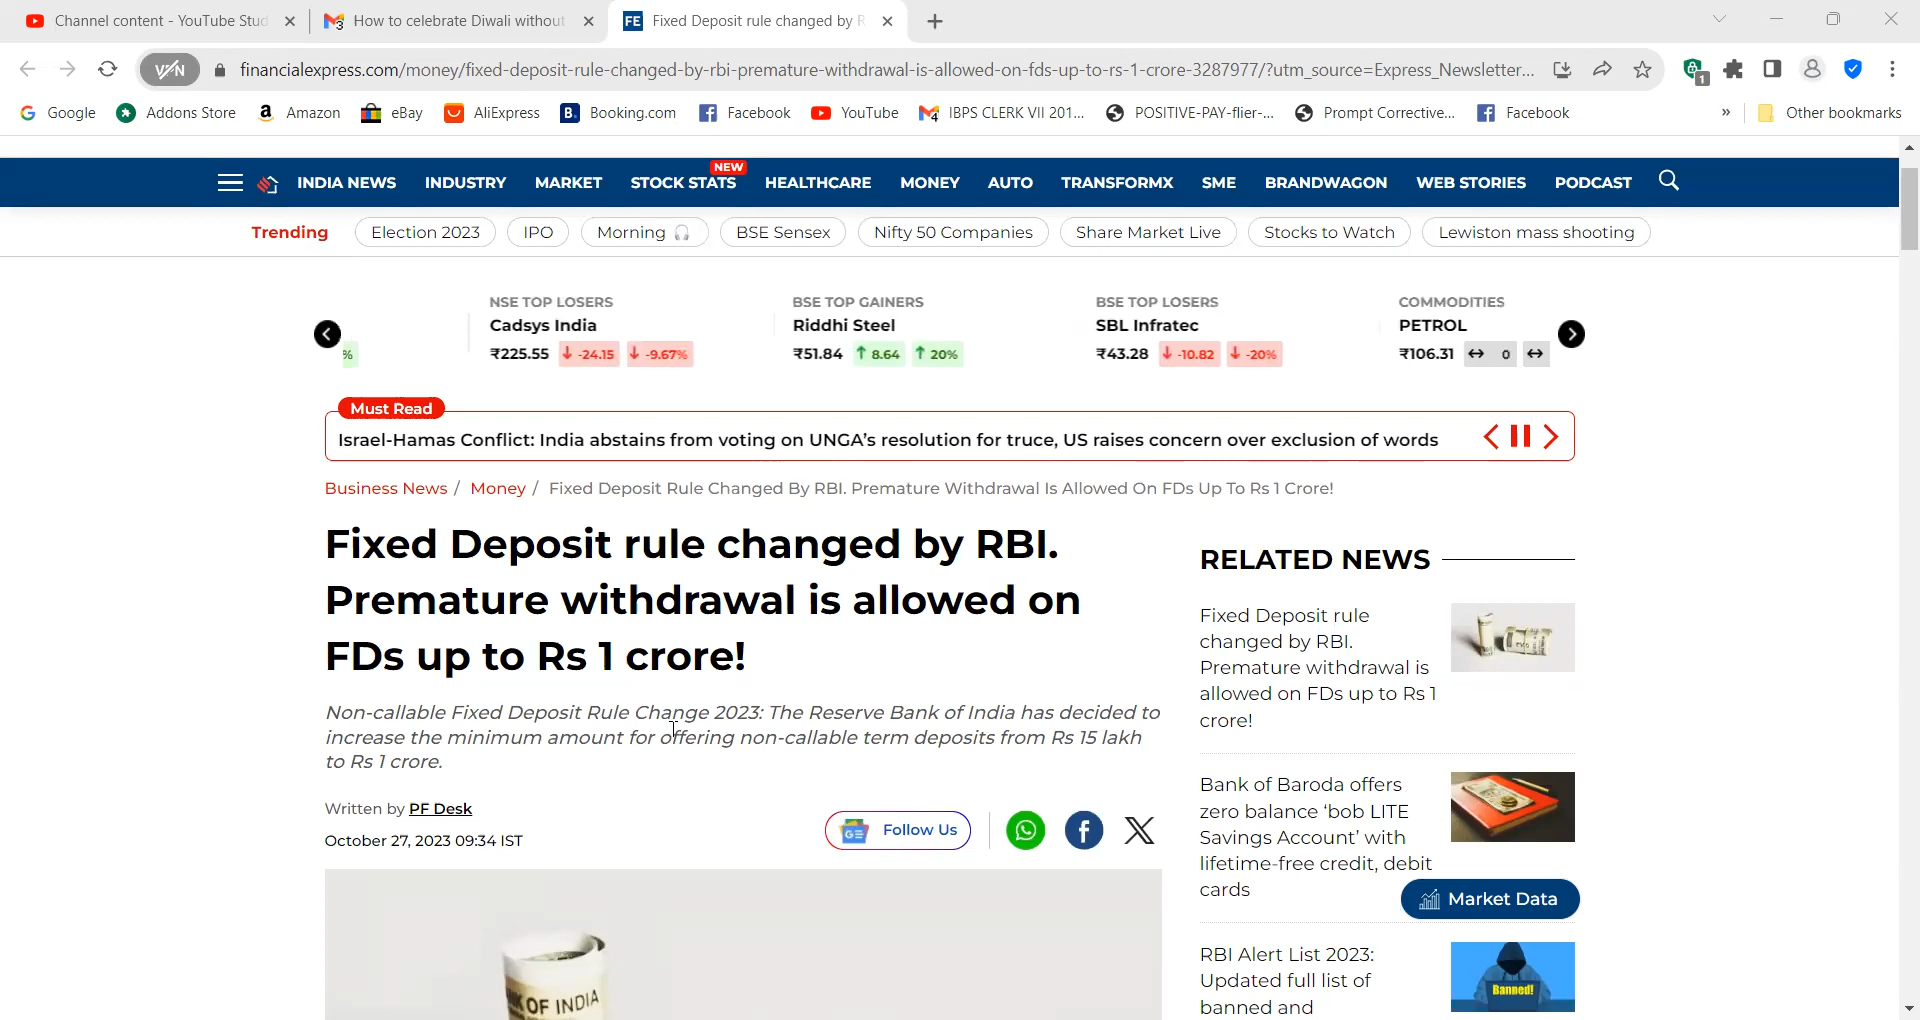 Channel content - YouTube Stud
How to celebrate Diwali without
FE Fixed Deposit rule changed by R
VPN
financialexpress.com/money/fixed-deposit-rule-changed-by-rbi-premature-withdrawal-is-allowed-on-fds-up-to-rs-1-crore-3287977/?utm_source=Express_Newsletter...
1
Google Addons Store Amazon eBay AliExpress Booking.com Facebook YouTube IBPS CLERK VII 201... POSITIVE-PAY-flier-... Prompt Corrective... Facebook » Other bookmarks
NEW
INDIA NEWS INDUSTRY MARKET STOCK STATS HEALTHCARE MONEY AUTO TRANSFORMX SME BRANDWAGON WEB STORIES PODCAST
Trending Election 2023 IPO Morning BSE Sensex Nifty 50 Companies Share Market Live Stocks to Watch Lewiston mass shooting
NSE TOP LOSERS BSE TOP GAINERS BSE TOP LOSERS COMMODITIES
Cadsys India Riddhi Steel SBL Infratec PETROL
% ₹225.55 -24.15 -9.67% ₹51.84 8.64 20% ₹43.28 -10.82 -20% ₹106.31 0
Must Read
Israel-Hamas Conflict: India abstains from voting on UNGA's resolution for truce, US raises concern over exclusion of words
Business News / Money / Fixed Deposit Rule Changed By RBI. Premature Withdrawal Is Allowed On FDs Up To Rs 1 Crore!
Fixed Deposit rule changed by RBI.
Premature withdrawal is allowed on
FDs up to Rs 1 crore!
Non-callable Fixed Deposit Rule Change 2023: The Reserve Bank of India has decided to
increase the minimum amount for offering non-callable term deposits from Rs 15 lakh
to Rs 1 crore.
Written by PF Desk
October 27, 2023 09:34 IST
GE Follow Us
K OF INDIA
RELATED NEWS
Fixed Deposit rule
changed by RBI.
Premature withdrawal is
allowed on FDs up to Rs 1
crore!
Bank of Baroda offers
zero balance ‘bob LITE
Savings Account’ with
lifetime-free credit, debit
cards
Market Data
RBI Alert List 2023:
Updated full list of
banned and
Banned!